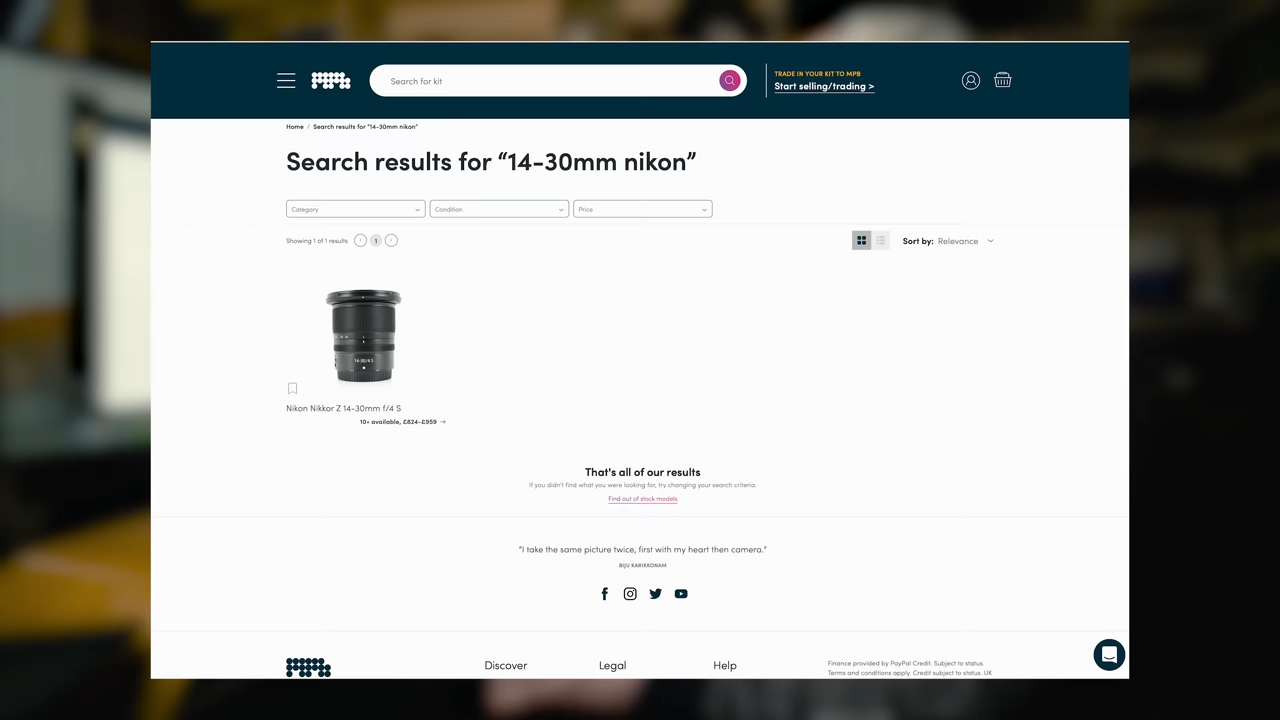 Search for kit
TRADE IN YOUR KIT TO MPB
Start selling/trading >
Home / Search results for "14-30mm nikon"
Search results for “14-30mm nikon”
Category
Condition
Price
Showing 1 of 1 results
1
Sort by: Relevance
14-30/4 S
Nikon Nikkor Z 14-30mm f/4 S
10+ available, £824-£959 →
That's all of our results
If you didn't find what you were looking for, try changing your search criteria.
Find out of stock models
"I take the same picture twice, first with my heart then camera."
BIJU KARIKKONAM
Discover
Legal
Help
Finance provided by PayPal Credit. Subject to status.
Terms and conditions apply. Credit subject to status. UK